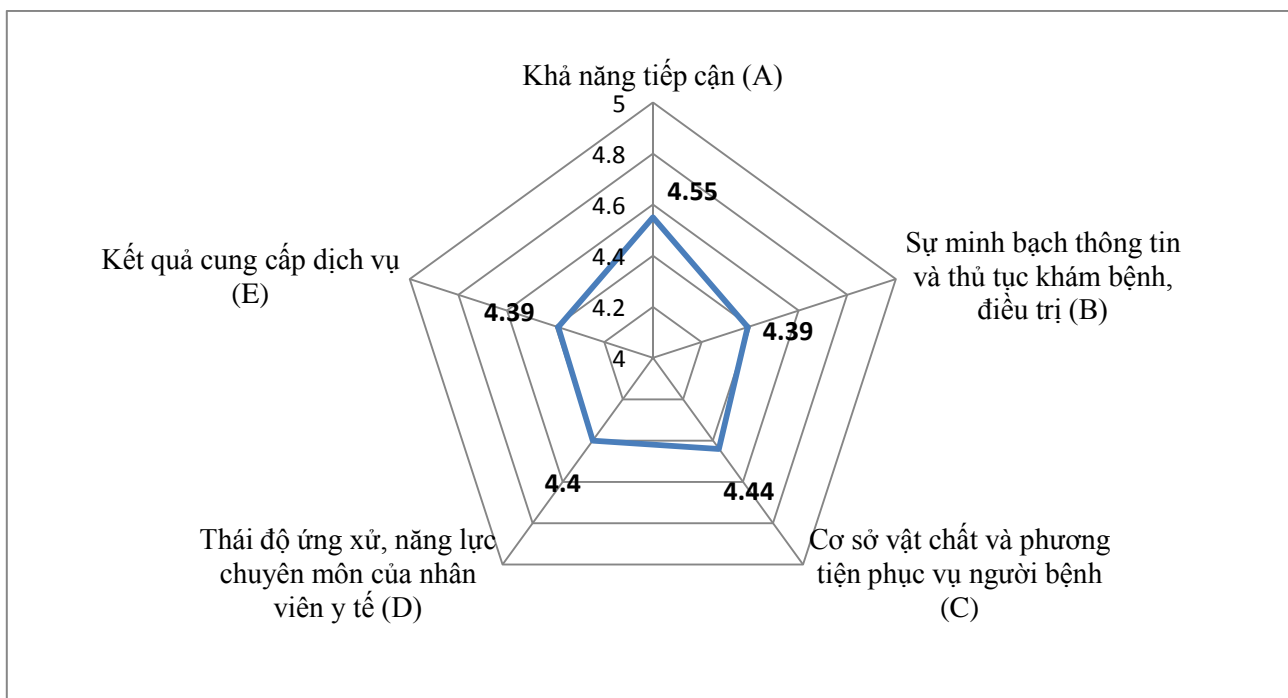 Khả năng tiếp cận (A)
5
4.8
4.6
4.4
4.2
4
4.55
Sự minh bạch thông tin
và thủ tục khám bệnh,
điều trị (B)
4.39
Cơ sở vật chất và phương
tiện phục vụ người bệnh
(C)
4.44
Thái độ ứng xử, năng lực
chuyên môn của nhân
viên y tế (D)
4.4
Kết quả cung cấp dịch vụ
(E)
4.39